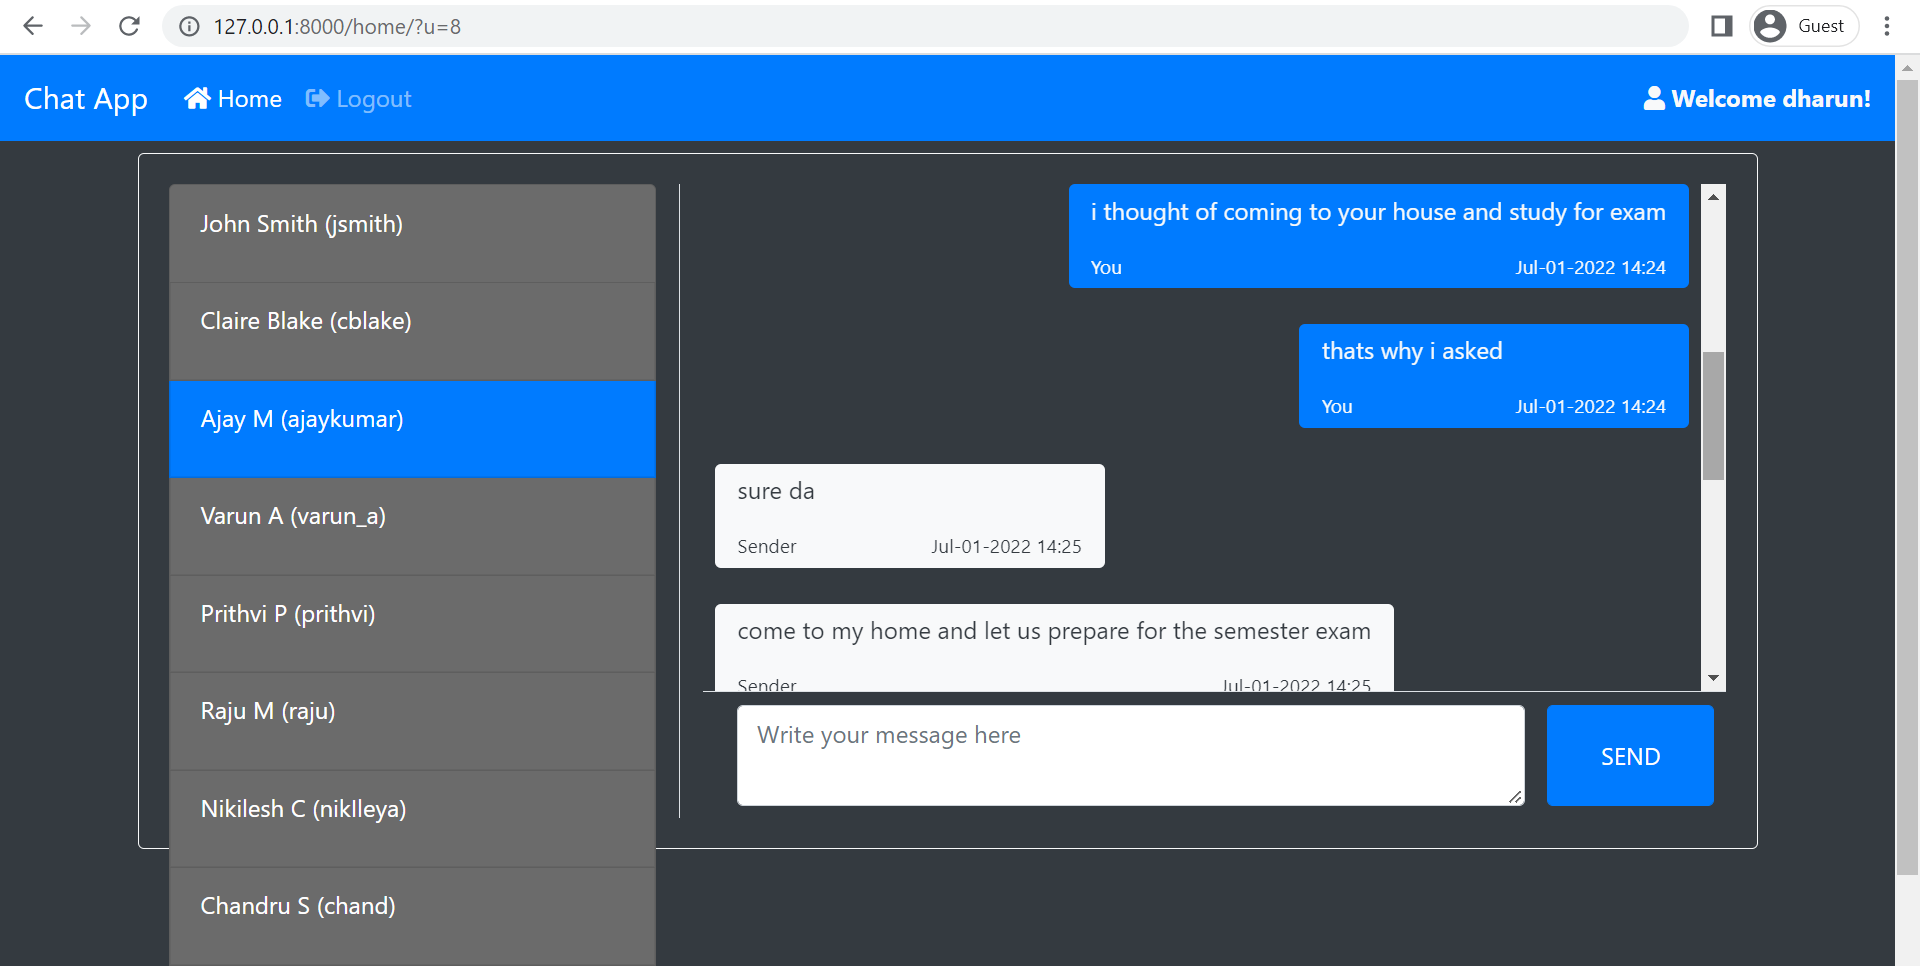 127.0.0.1:8000/home/?u=8
Guest
Chat App Home Logout Welcome dharun!
John Smith (jsmith)
Claire Blake (cblake)
Ajay M (ajaykumar)
Varun A (varun_a)
Prithvi P (prithvi)
Raju M (raju)
Nikilesh C (niklleya)
Chandru S (chand)
i thought of coming to your house and study for exam
You Jul-01-2022 14:24
thats why i asked
You Jul-01-2022 14:24
sure da
Sender Jul-01-2022 14:25
come to my home and let us prepare for the semester exam
Sender Jul-01-2022 14:25
Write your message here
SEND